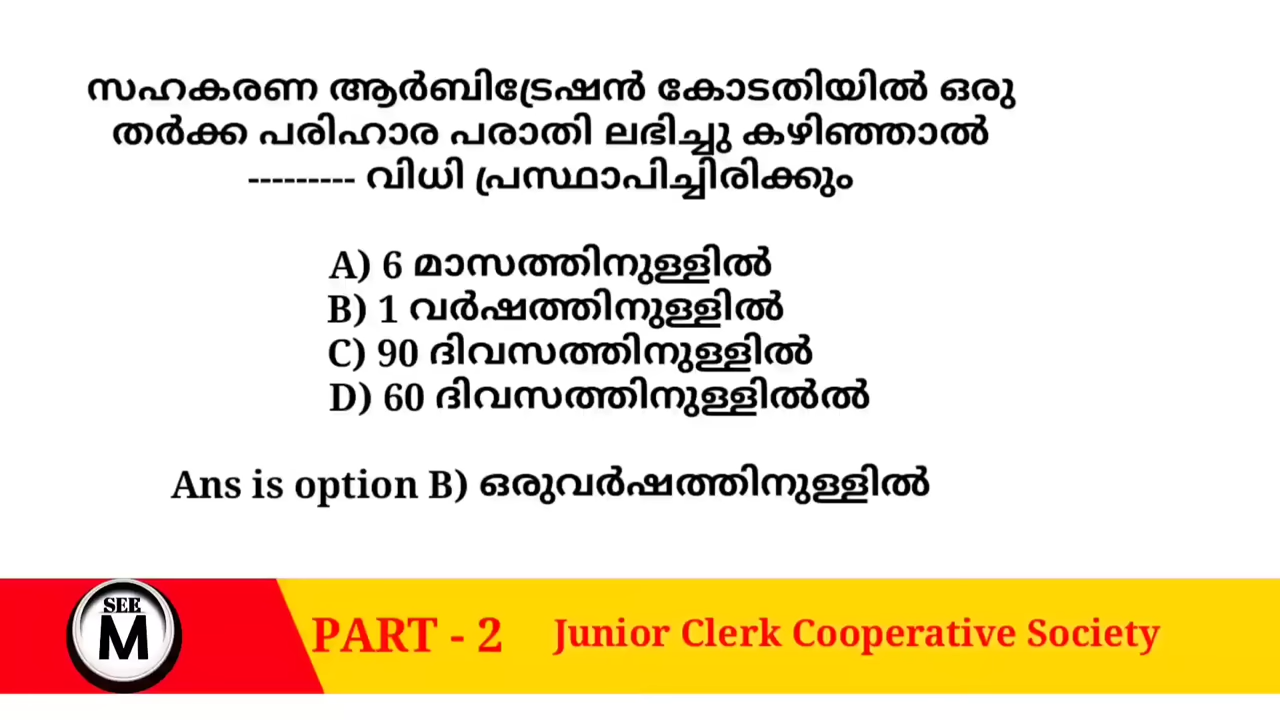 സഹകരണ ആർബിട്രേഷൻ കോടതിയിൽ ഒരു
തർക്ക പരിഹാര പരാതി ലഭിച്ചു കഴിഞ്ഞാൽ
--------- വിധി പ്രസ്ഥാപിച്ചിരിക്കും
A) 6 മാസത്തിനുള്ളിൽ
B) 1 വർഷത്തിനുള്ളിൽ
C) 90 ദിവസത്തിനുള്ളിൽ
D) 60 ദിവസത്തിനുള്ളിൽൽ
Ans is option B) ഒരുവർഷത്തിനുള്ളിൽ
SEE
M
PART - 2 Junior Clerk Cooperative Society